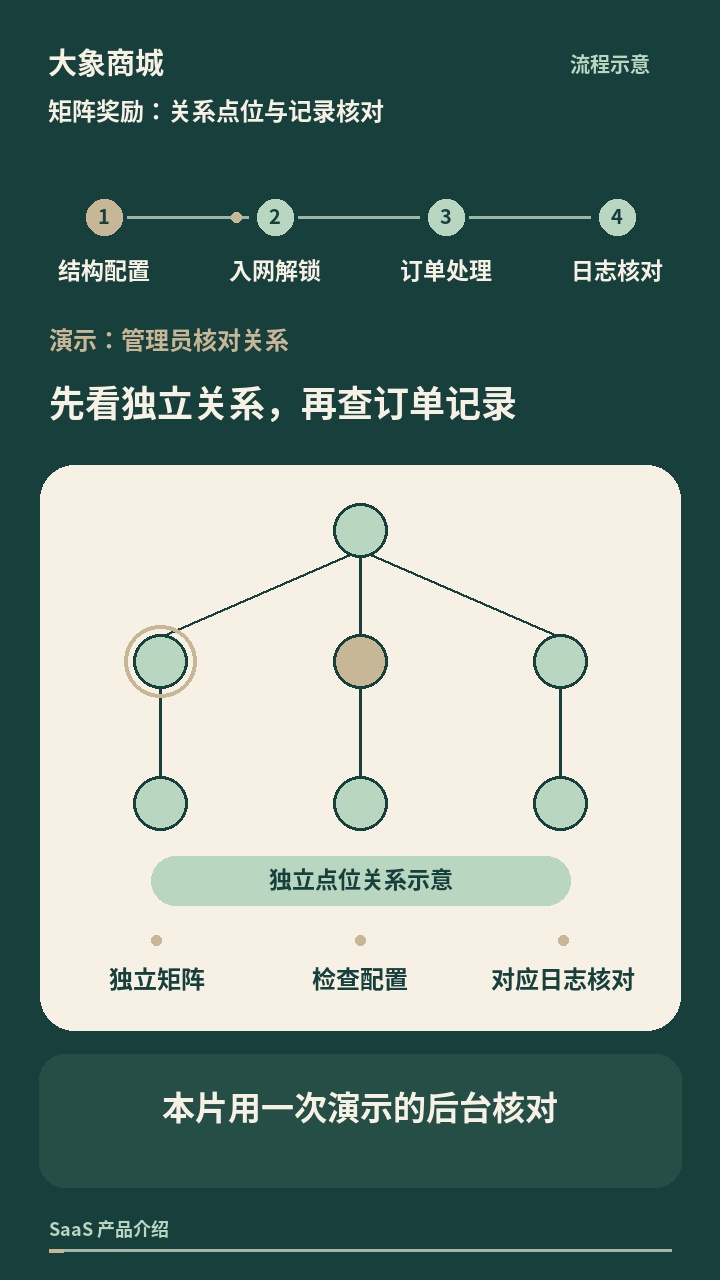 大象商城
流程示意
矩阵奖励：关系点位与记录核对
1 2 3 4
结构配置 入网解锁 订单处理 日志核对
演示：管理员核对关系
先看独立关系，再查订单记录
独立点位关系示意
独立矩阵 检查配置 对应日志核对
本片用一次演示的后台核对
SaaS 产品介绍